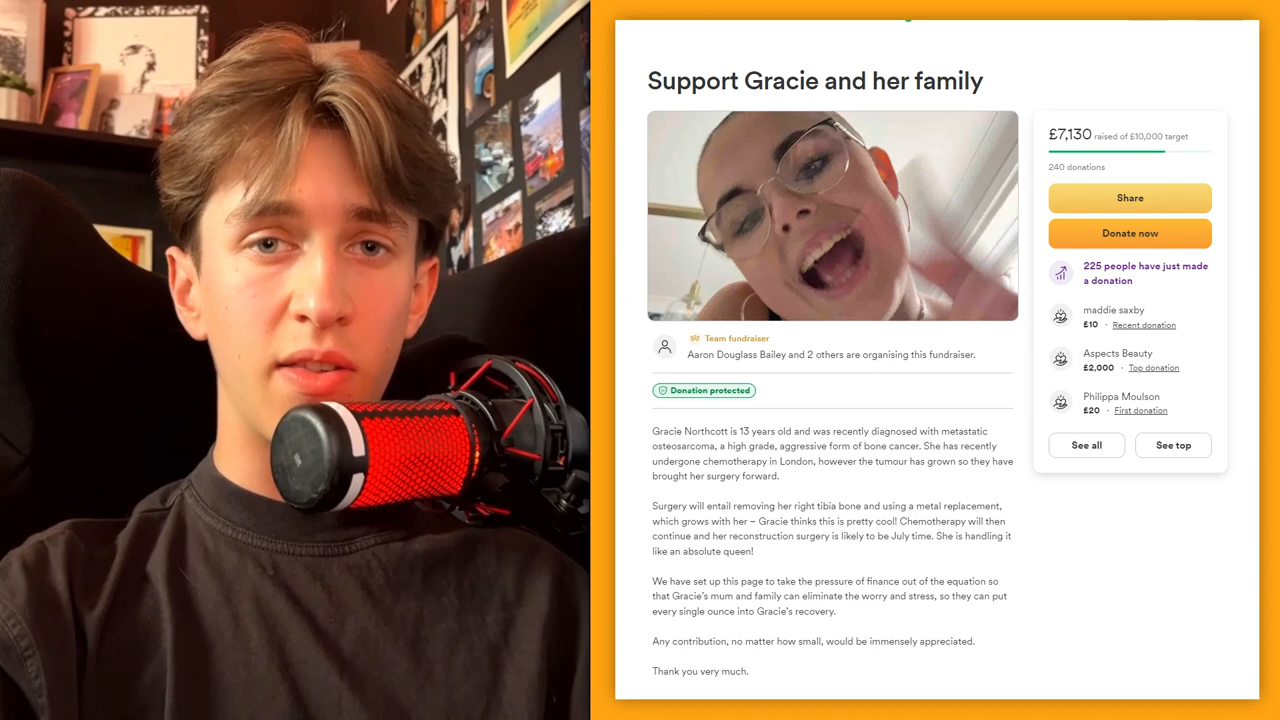 Support Gracie and her family
£7,130 raised of £10,000 target
240 donations
Share
Donate now
225 people have just made
a donation
maddie saxby
£10 · Recent donation
Aspects Beauty
£2,000 · Top donation
Philippa Moulson
£20 · First donation
See all
See top
Team fundraiser
Aaron Douglass Bailey and 2 others are organising this fundraiser.
Donation protected
Gracie Northcott is 13 years old and was recently diagnosed with metastatic
osteosarcoma, a high grade, aggressive form of bone cancer. She has recently
undergone chemotherapy in London, however the tumour has grown so they have
brought her surgery forward.
Surgery will entail removing her right tibia bone and using a metal replacement,
which grows with her – Gracie thinks this is pretty cool! Chemotherapy will then
continue and her reconstruction surgery is likely to be July time. She is handling it
like an absolute queen!
We have set up this page to take the pressure of finance out of the equation so
that Gracie's mum and family can eliminate the worry and stress, so they can put
every single ounce into Gracie's recovery.
Any contribution, no matter how small, would be immensely appreciated.
Thank you very much.